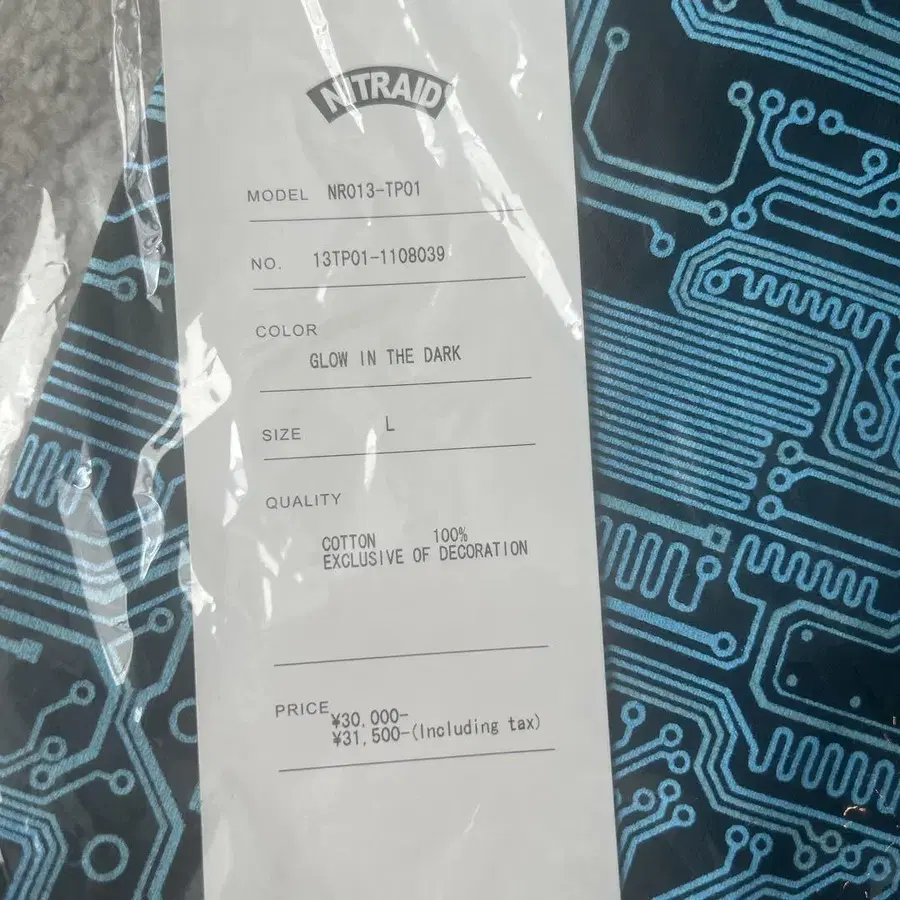 NITRAID
MODEL NR013-TP01
NO. 13TP01-1108039
COLOR
GLOW IN THE DARK
SIZE L
QUALITY
COTTON 100%
EXCLUSIVE OF DECORATION
PRICE
¥30,000-
¥31,500-(Including tax)